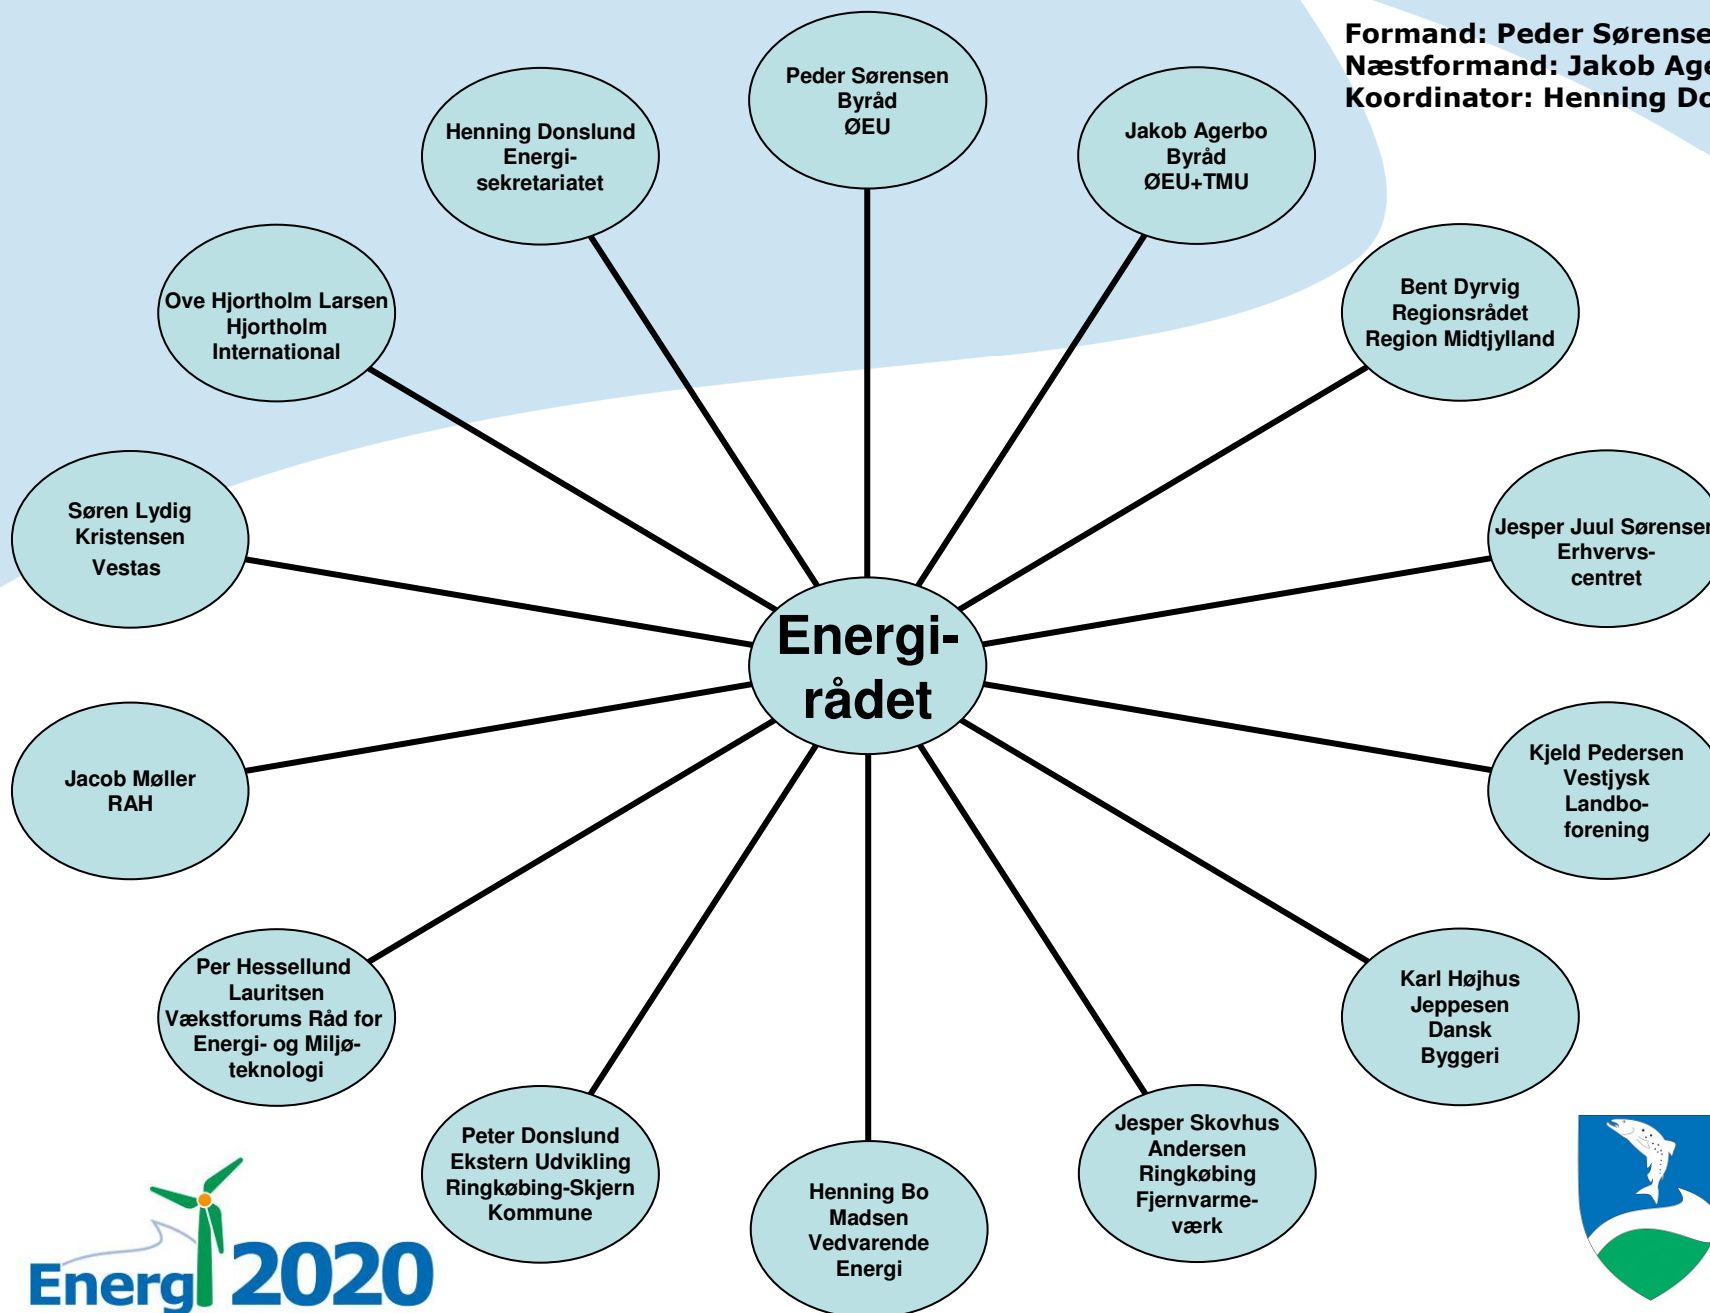 Formand: Peder Sørense
Næstformand: Jakob Age
Koordinator: Henning Do
Peder Sørensen
Byråd
ØEU
Jakob Agerbo
Byråd
ØEU+TMU
Bent Dyrvig
Regionsrådet
Region Midtjylland
Jesper Juul Sørensen
Erhvervs-
centret
Kjeld Pedersen
Vestjysk
Landbo-
forening
Karl Højhus
Jeppesen
Dansk
Byggeri
Jesper Skovhus
Andersen
Ringkøbing
Fjernvarme-
værk
Henning Bo
Madsen
Vedvarende
Energi
Peter Donslund
Ekstern Udvikling
Ringkøbing-Skjern
Kommune
Per Hessellund
Lauritsen
Vækstforums Råd for
Energi- og Miljø-
teknologi
Jacob Møller
RAH
Søren Lydig
Kristensen
Vestas
Ove Hjortholm Larsen
Hjortholm
International
Henning Donslund
Energi-
sekretariatet
Energi-
rådet
Energi 2020